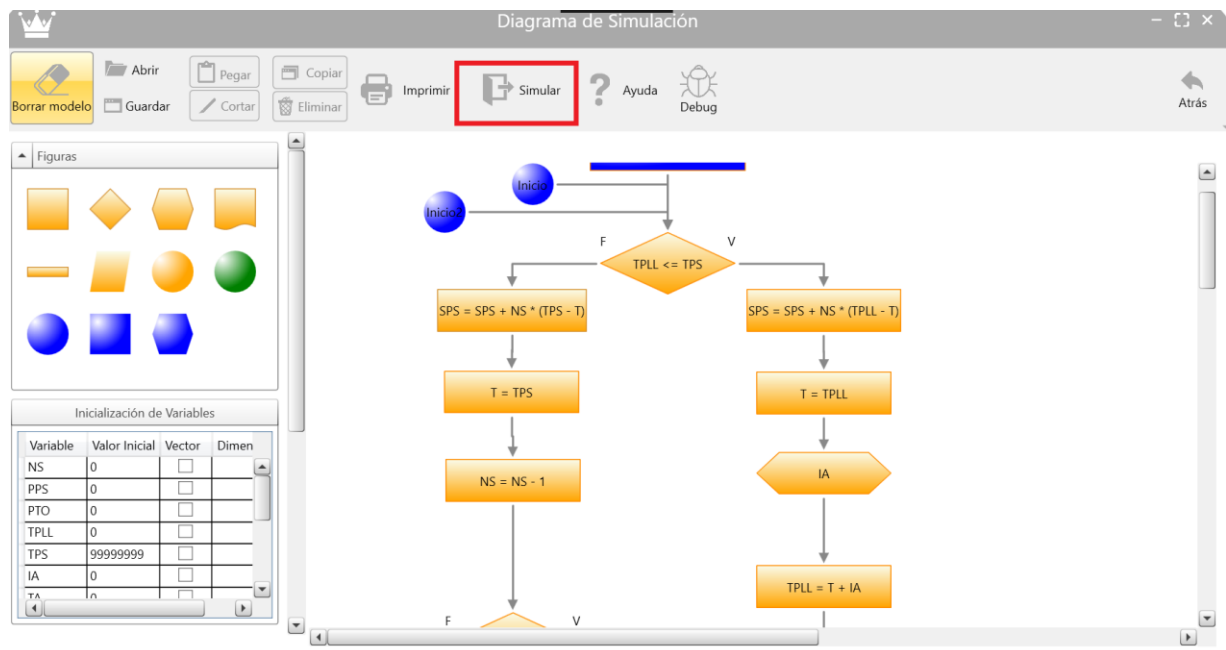 Diagrama de Simulación
Borrar modelo
Abrir
Guardar
Pegar
Cortar
Copiar
Eliminar
Imprimir
Simular
Ayuda
Debug
Atrás
Figuras
Inicio
Inicio2
F V
TPLL <= TPS
SPS = SPS + NS * (TPS - T)
SPS = SPS + NS * (TPLL - T)
T = TPS
T = TPLL
NS = NS - 1
IA
TPLL = T + IA
F V
Inicialización de Variables
Variable Valor Inicial Vector Dimen
NS 0
PPS 0
PTO 0
TPLL 0
TPS 99999999
IA 0
TA 0